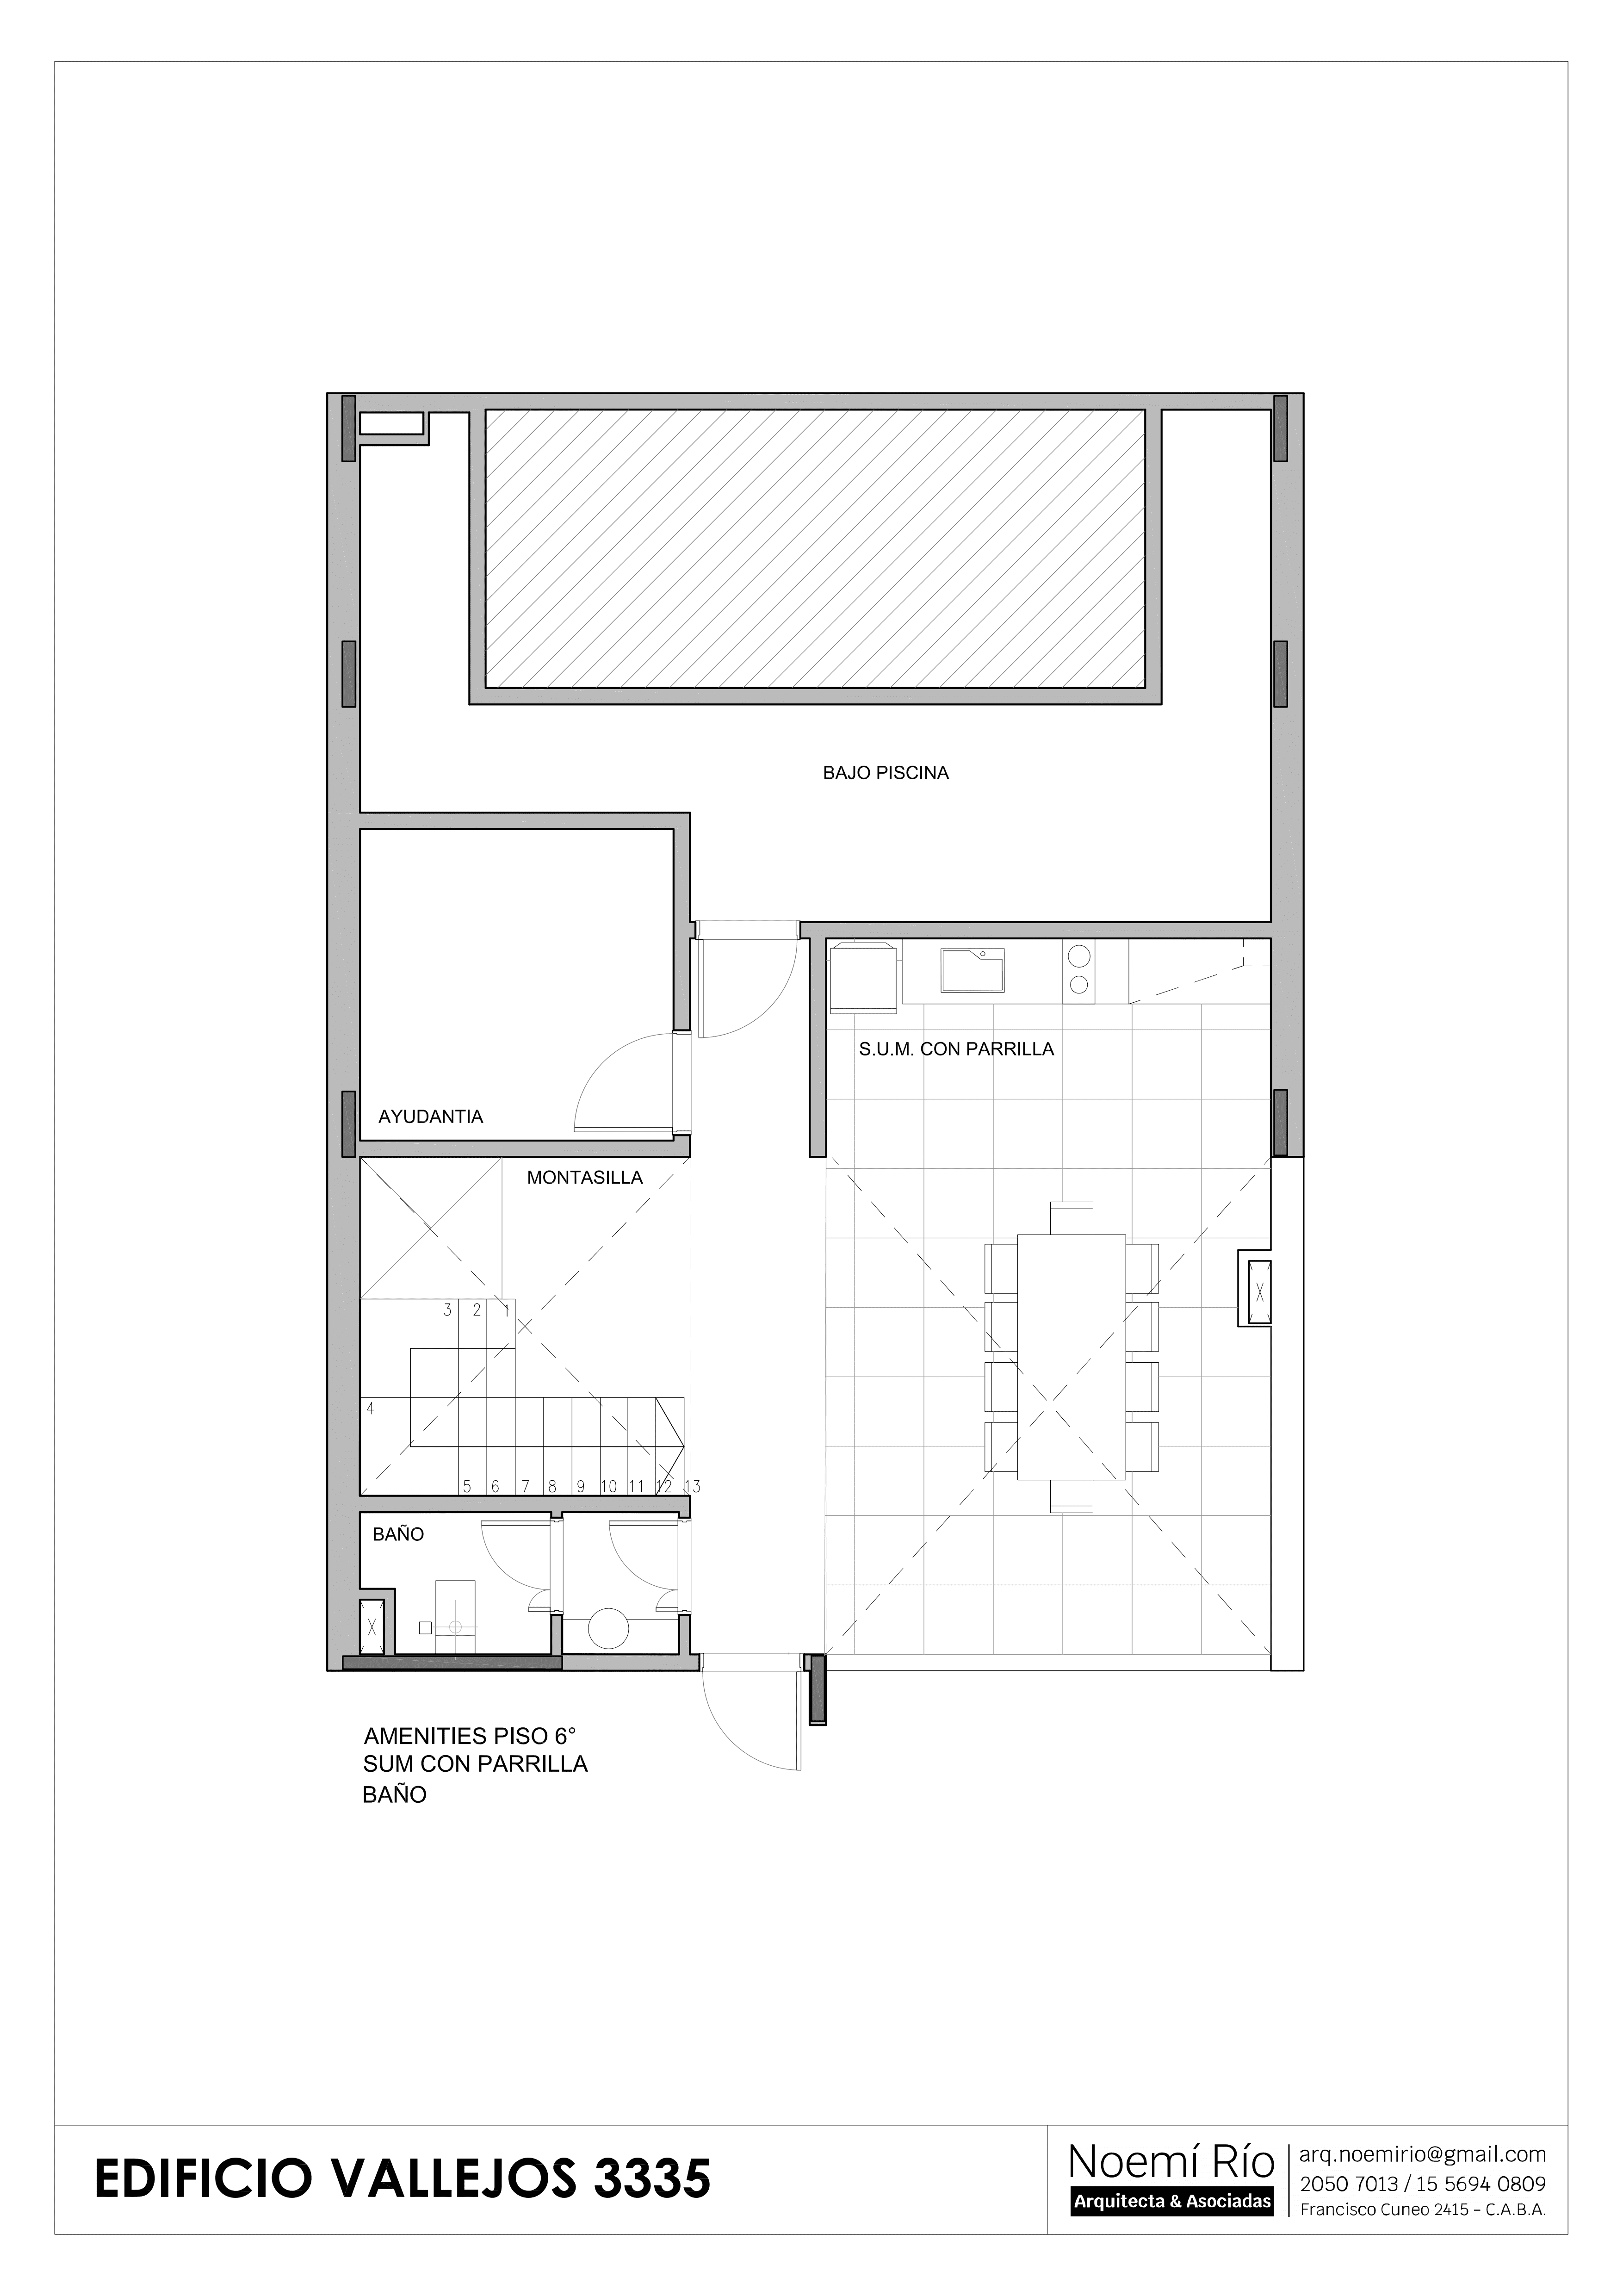 BAJO PISCINA
S.U.M. CON PARRILLA
AYUDANTIA
MONTASILLA
3 2 1
4
5 6 7 8 9 10 11 12 13
BAÑO
AMENITIES PISO 6°
SUM CON PARRILLA
BAÑO
EDIFICIO VALLEJOS 3335
Noemí Río
Arquitecta & Asociadas
arq.noemirio@gmail.com
2050 7013 / 15 5694 0809
Francisco Cuneo 2415 - C.A.B.A.